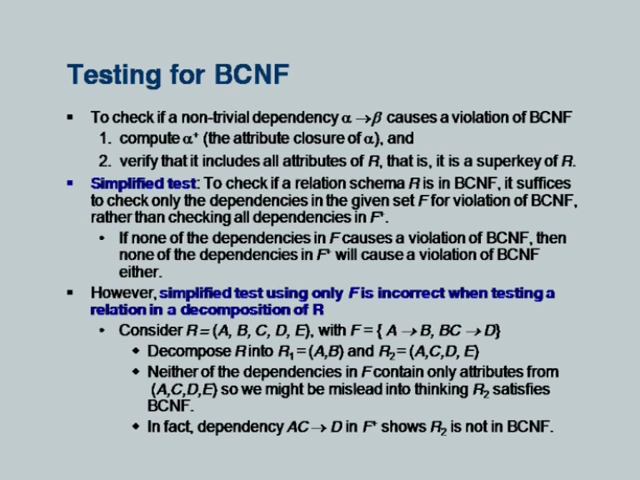 Testing for BCNF
▪ To check if a non-trivial dependency α → β causes a violation of BCNF
1. compute α⁺ (the attribute closure of α), and
2. verify that it includes all attributes of R, that is, it is a superkey of R.
▪ Simplified test: To check if a relation schema R is in BCNF, it suffices
to check only the dependencies in the given set F for violation of BCNF,
rather than checking all dependencies in F⁺.
• If none of the dependencies in F causes a violation of BCNF, then
none of the dependencies in F⁺ will cause a violation of BCNF
either.
▪ However, simplified test using only F is incorrect when testing a
relation in a decomposition of R
• Consider R = (A, B, C, D, E), with F = { A → B, BC → D}
◆ Decompose R into R₁ = (A,B) and R₂ = (A,C,D, E)
◆ Neither of the dependencies in F contain only attributes from
(A,C,D,E) so we might be mislead into thinking R₂ satisfies
BCNF.
◆ In fact, dependency AC → D in F⁺ shows R₂ is not in BCNF.